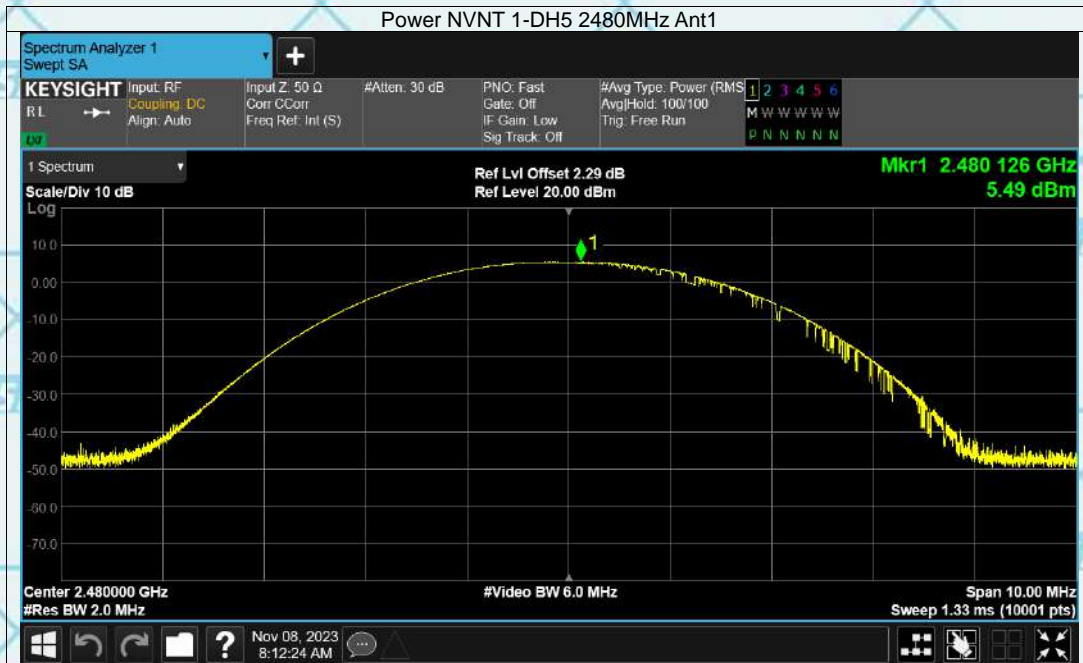 Power NVNT 1-DH5 2480MHz Ant1
Spectrum Analyzer 1
Swept SA
+
KEYSIGHT
R L
LXI
Input: RF
Coupling: DC
Align: Auto
Input Z: 50 Ω
Corr CCorr
Freq Ref: Int (S)
#Atten: 30 dB
PNO: Fast
Gate: Off
IF Gain: Low
Sig Track: Off
#Avg Type: Power (RMS
Avg|Hold: 100/100
Trig: Free Run
1 2 3 4 5 6
M W W W W W
P N N N N N
1 Spectrum
Scale/Div 10 dB
Log
Ref Lvl Offset 2.29 dB
Ref Level 20.00 dBm
Mkr1 2.480 126 GHz
5.49 dBm
1
10.0
0.00
-10.0
-20.0
-30.0
-40.0
-50.0
-60.0
-70.0
Center 2.480000 GHz
#Res BW 2.0 MHz
#Video BW 6.0 MHz
Span 10.00 MHz
Sweep 1.33 ms (10001 pts)
?
Nov 08, 2023
8:12:24 AM